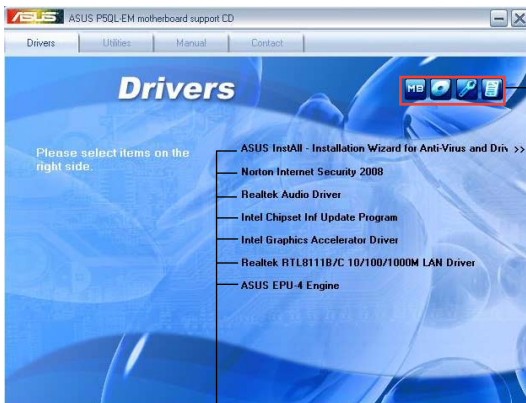 ASUS ASUS P5QL-EM motherboard support CD
Drivers Utilities Manual Contact
Drivers
MB
Please select items on the
right side.
ASUS InstAll - Installation Wizard for Anti-Virus and Driv >>
Norton Internet Security 2008
Realtek Audio Driver
Intel Chipset Inf Update Program
Intel Graphics Accelerator Driver
Realtek RTL8111B/C 10/100/1000M LAN Driver
ASUS EPU-4 Engine